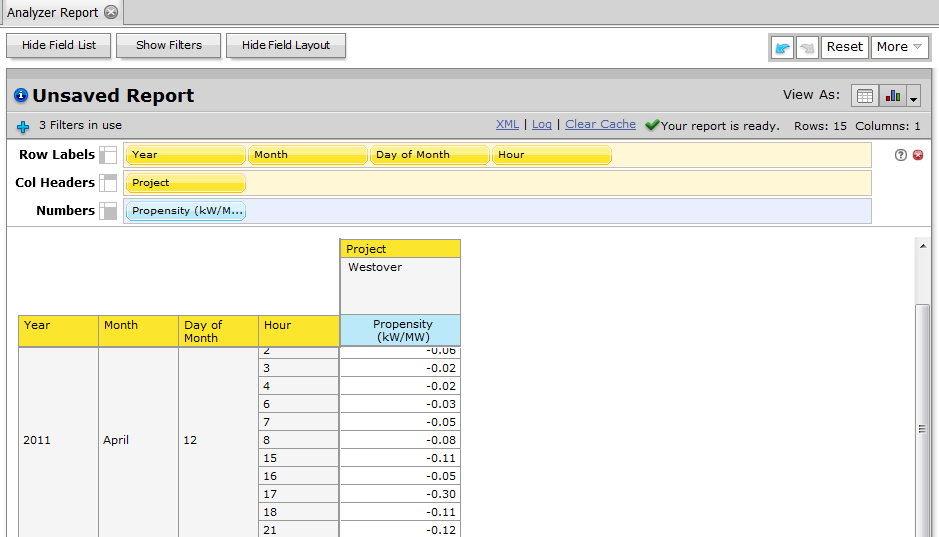 Analyzer Report
Hide Field List Show Filters Hide Field Layout Reset More
Unsaved Report View As:
3 Filters in use XML | Log | Clear Cache Your report is ready. Rows: 15 Columns: 1
Row Labels Year Month Day of Month Hour
Col Headers Project
Numbers Propensity (kW/M...
Project
Westover
Year Month Day of Month Hour Propensity (kW/MW)
2 -0.06
3 -0.02
4 -0.02
6 -0.03
7 -0.05
2011 April 12 8 -0.08
15 -0.11
16 -0.05
17 -0.30
18 -0.11
21 -0.12